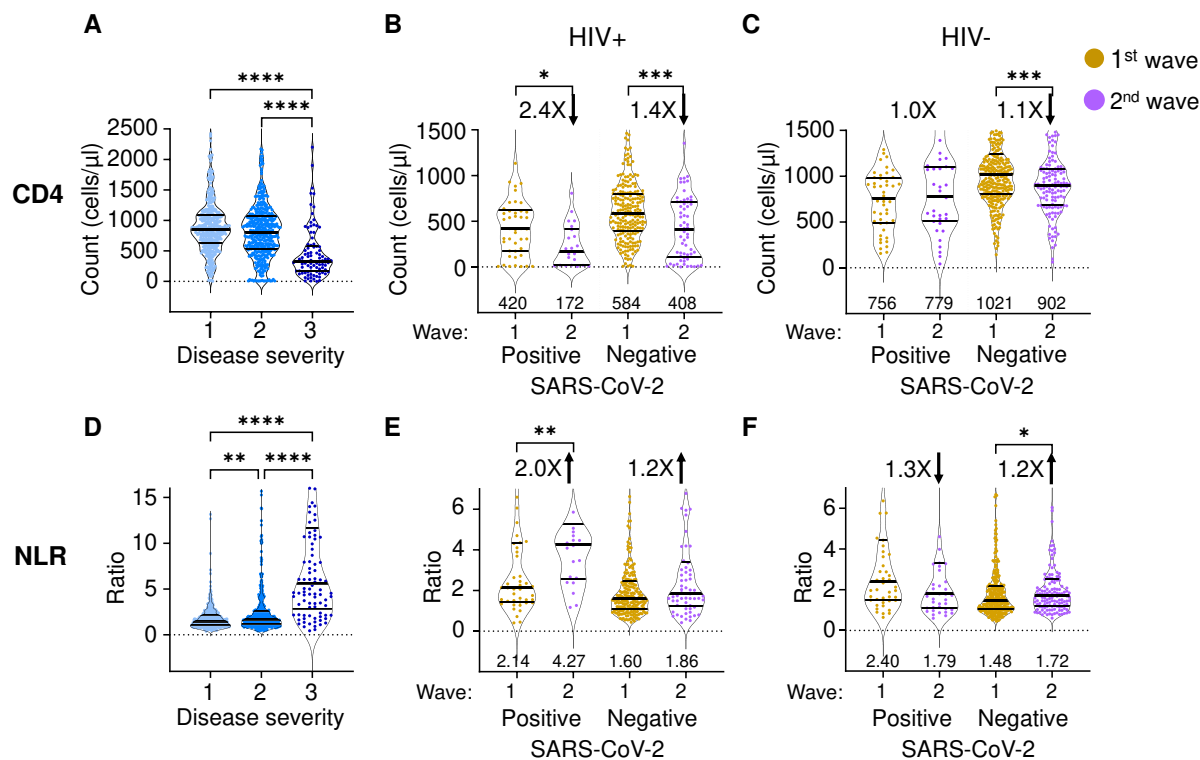 A
B
C
HIV+
HIV-
1st wave
2nd wave
****
****
*
***
***
2.4X
1.4X
1.0X
1.1X
CD4
Count (cells/µl)
2500
2000
1500
1000
500
0
1 2 3
Disease severity
Count (cells/µl)
1500
1000
500
0
420 172 584 408
Wave: 1 2 1 2
Positive Negative
SARS-CoV-2
Count (cells/µl)
1500
1000
500
0
756 779 1021 902
Wave: 1 2 1 2
Positive Negative
SARS-CoV-2
D
E
F
****
** ****
**
*
2.0X
1.2X
1.3X
1.2X
NLR
Ratio
15
10
5
0
1 2 3
Disease severity
Ratio
6
4
2
0
2.14 4.27 1.60 1.86
Wave: 1 2 1 2
Positive Negative
SARS-CoV-2
Ratio
6
4
2
0
2.40 1.79 1.48 1.72
Wave: 1 2 1 2
Positive Negative
SARS-CoV-2